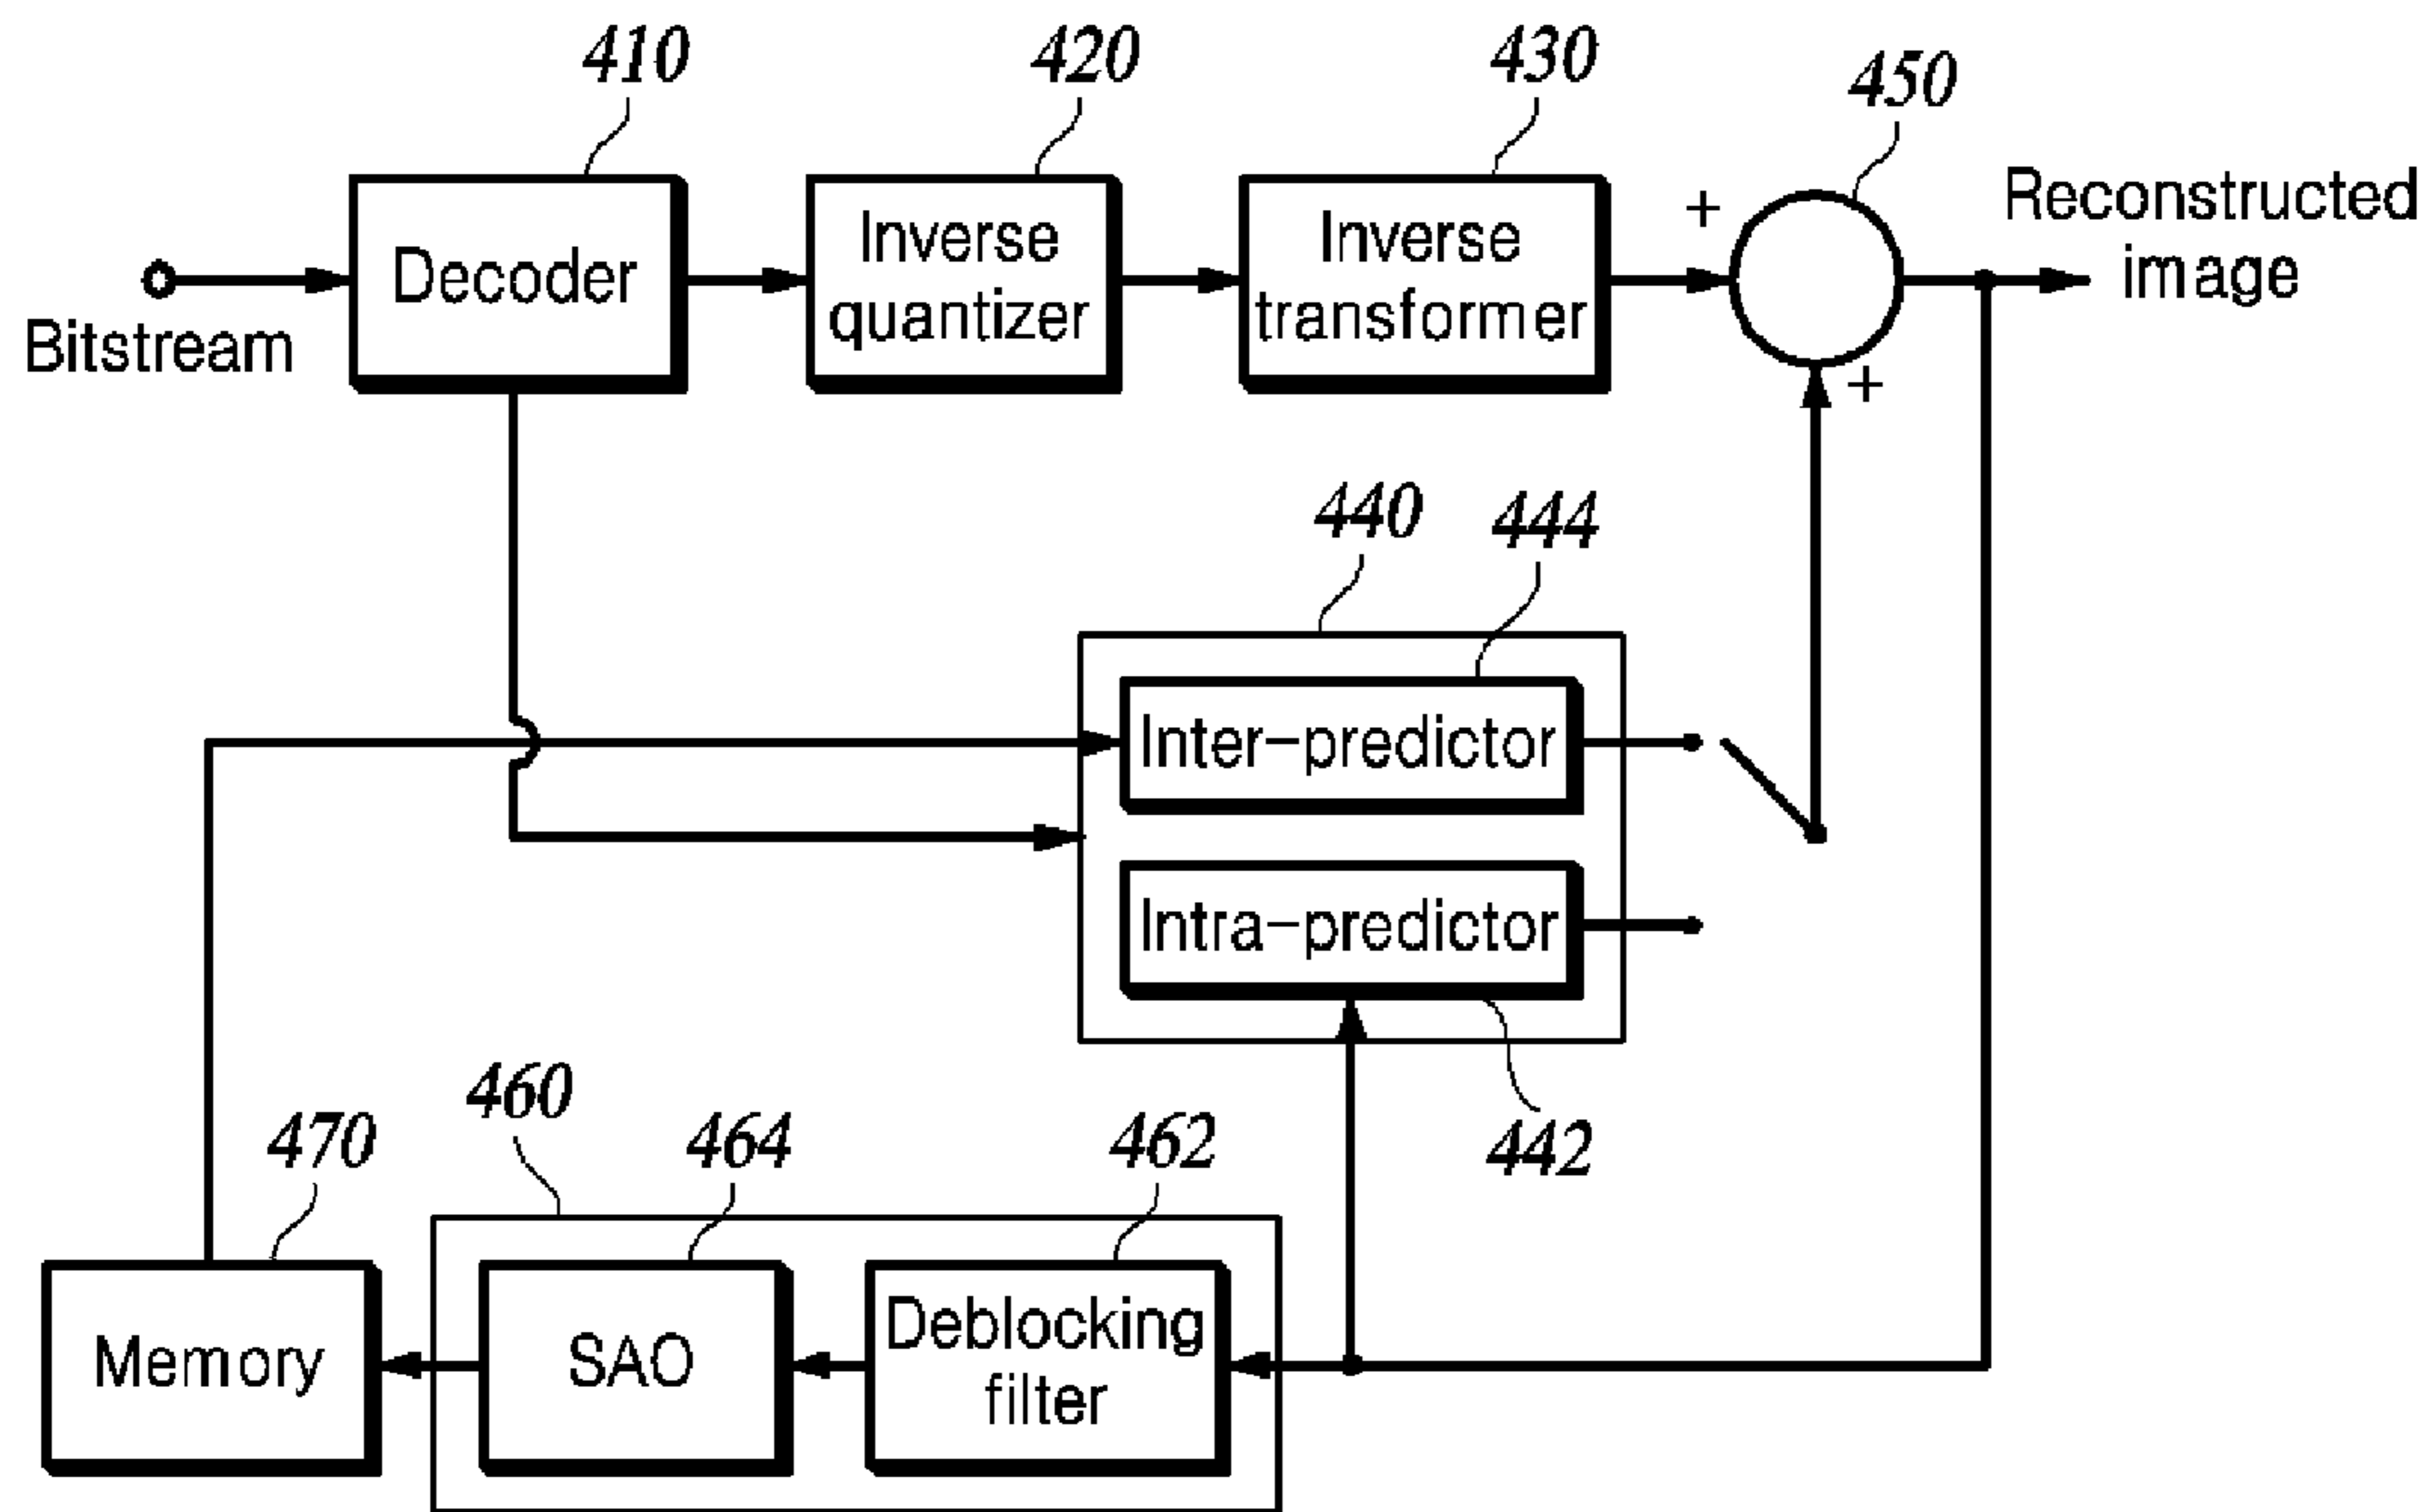 410
420
430
450
Decoder
Inverse
quantizer
Inverse
transformer
+
Reconstructed
image
Bitstream
+
440
444
Inter-predictor
Intra-predictor
442
460
470
464
462
Memory
SAO
Deblocking
filter